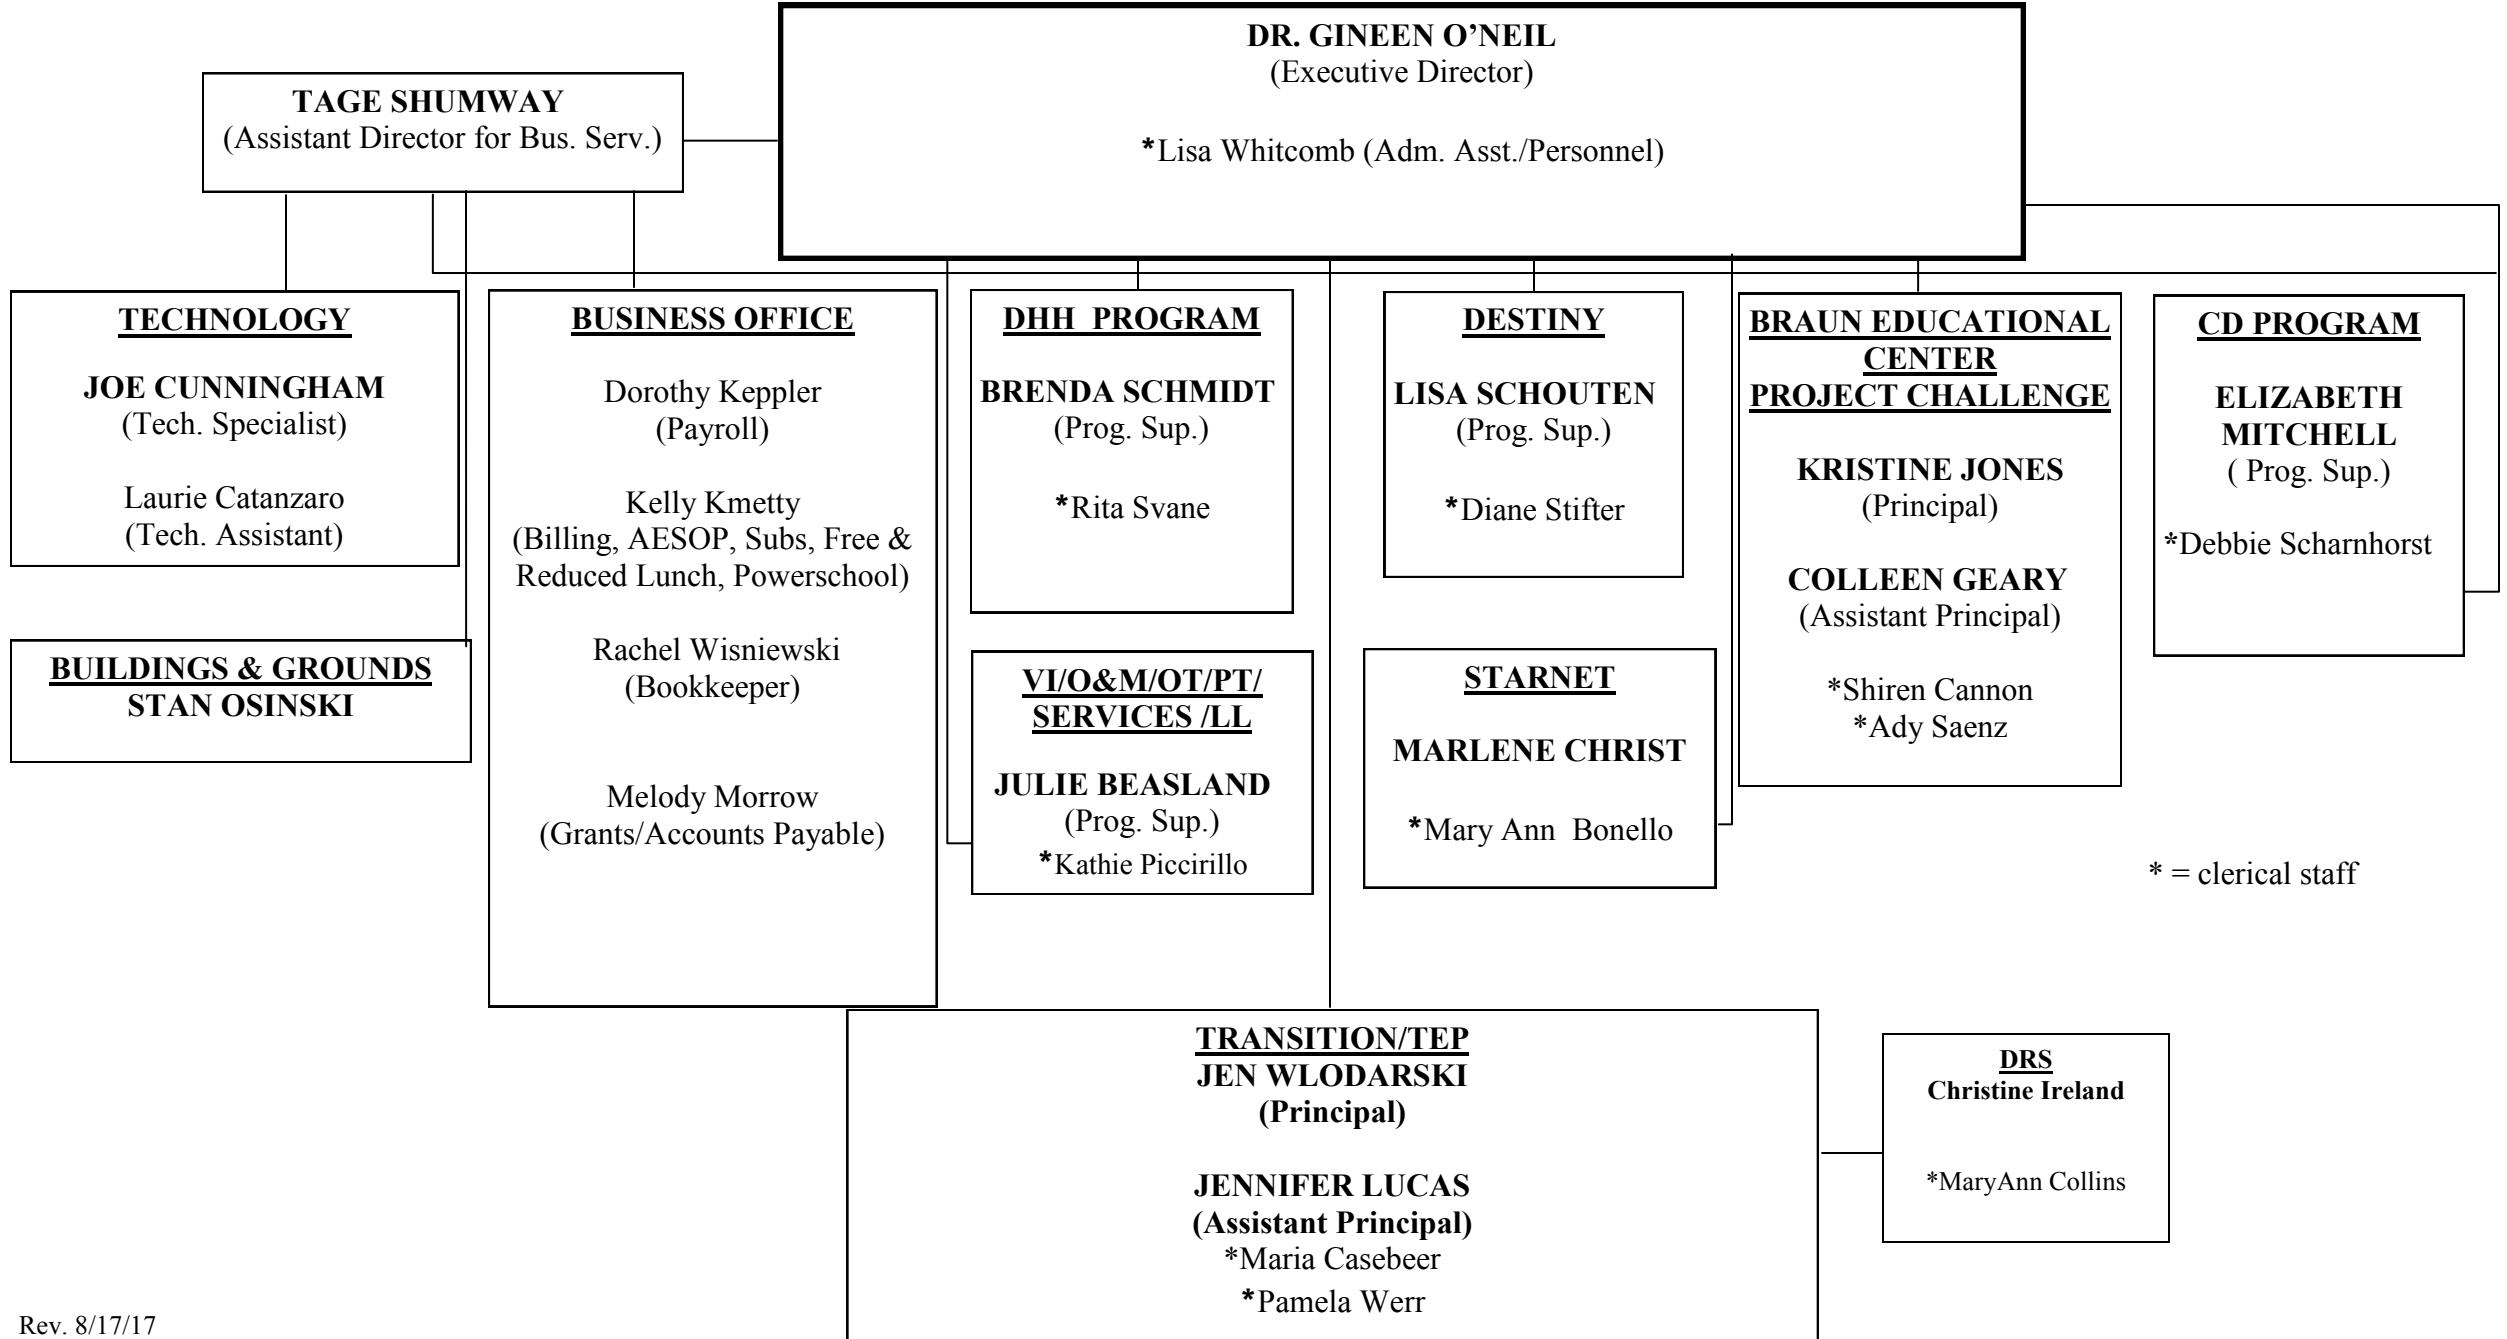 DR. GINEEN O’NEIL
(Executive Director)
*Lisa Whitcomb (Adm. Asst./Personnel)
TAGE SHUMWAY
(Assistant Director for Bus. Serv.)
TECHNOLOGY
JOE CUNNINGHAM
(Tech. Specialist)
Laurie Catanzaro
(Tech. Assistant)
BUILDINGS & GROUNDS
STAN OSINSKI
BUSINESS OFFICE
Dorothy Keppler
(Payroll)
Kelly Kmetty
(Billing, AESOP, Subs, Free &
Reduced Lunch, Powerschool)
Rachel Wisniewski
(Bookkeeper)
Melody Morrow
(Grants/Accounts Payable)
DHH PROGRAM
BRENDA SCHMIDT
(Prog. Sup.)
*Rita Svane
VI/O&M/OT/PT/
SERVICES /LL
JULIE BEASLAND
(Prog. Sup.)
*Kathie Piccirillo
DESTINY
LISA SCHOUTEN
(Prog. Sup.)
*Diane Stifter
STARNET
MARLENE CHRIST
*Mary Ann Bonello
BRAUN EDUCATIONAL
CENTER
PROJECT CHALLENGE
KRISTINE JONES
(Principal)
COLLEEN GEARY
(Assistant Principal)
*Shiren Cannon
*Ady Saenz
CD PROGRAM
ELIZABETH
MITCHELL
( Prog. Sup.)
*Debbie Scharnhorst
* = clerical staff
TRANSITION/TEP
JEN WLODARSKI
(Principal)
JENNIFER LUCAS
(Assistant Principal)
*Maria Casebeer
*Pamela Werr
DRS
Christine Ireland
*MaryAnn Collins
Rev. 8/17/17